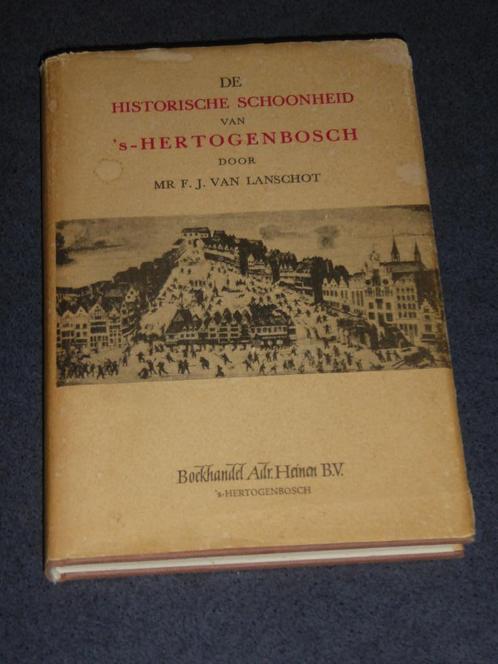 DE
HISTORISCHE SCHOONHEID
VAN
's-HERTOGENBOSCH
DOOR
MR F. J. VAN LANSCHOT
Boekhandel Adr. Heinen B.V.
's-HERTOGENBOSCH